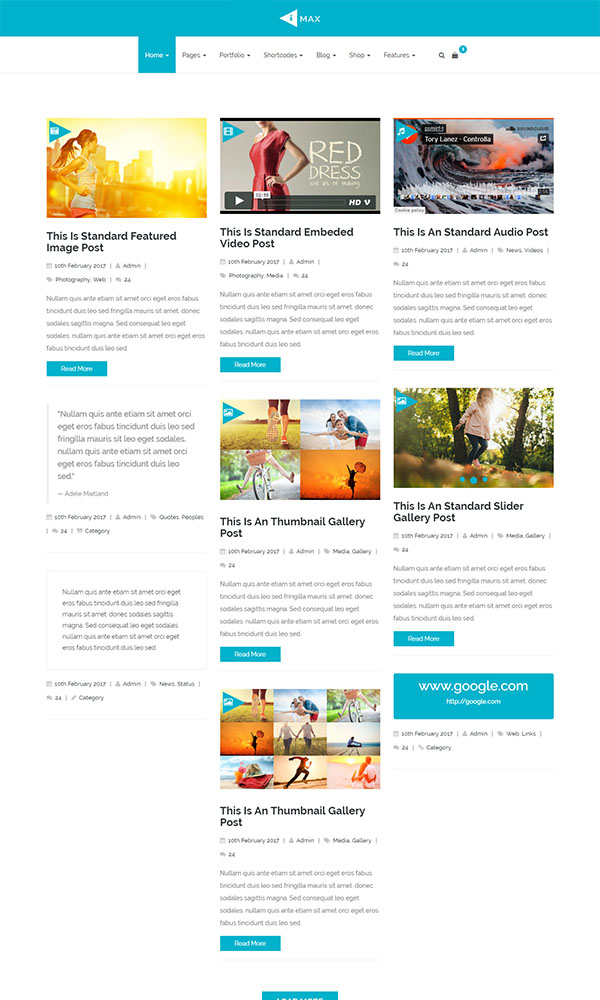 i MAX
Home Pages Portfolio Shortcodes Blog Shop Features 3
This Is Standard Featured
Image Post
10th February 2017 | Admin |
Photography, Web | 24
Nullam quis ante etiam sit amet orci eget eros fabus
tincidunt duis leo sed fringilla mauris sit amet. donec
sodales sagittis magna. Sed consequat leo eget
sodales. nullam quis ante etiam sit amet orci eget eros
fabus tincidunt duis leo sed.
Read More
"Nullam quis ante etiam sit amet orci
eget eros fabus tincidunt duis leo sed
fringilla mauris sit leo eget sodales.
nullam quis ante etiam sit amet orci
eget eros fabus tincidunt duis leo
sed."
— Adele Maitland
10th February 2017 | Admin | Quotes, Peoples
| 24 | Category
Nullam quis ante etiam sit amet orci eget
eros fabus tincidunt duis leo sed fringilla
mauris sit amet. donec sodales sagittis
magna. Sed consequat leo eget sodales.
nullam quis ante etiam sit amet orci eget
eros fabus tincidunt duis leo sed
10th February 2017 | Admin | News, Status
| 24 | Category
RED
DRESS
the art of making
02:58
HD V
This Is Standard Embeded
Video Post
10th February 2017 | Admin |
Photography, Media | 24
Nullam quis ante etiam sit amet orci eget eros fabus
tincidunt duis leo sed fringilla mauris sit amet. donec
sodales sagittis magna. Sed consequat leo eget
sodales. nullam quis ante etiam sit amet orci eget eros
fabus tincidunt duis leo sed.
Read More
This Is An Thumbnail Gallery
Post
10th February 2017 | Admin | Media, Gallery |
24
Nullam quis ante etiam sit amet orci eget eros fabus
tincidunt duis leo sed fringilla mauris sit amet. donec
sodales sagittis magna. Sed consequat leo eget
sodales. nullam quis ante etiam sit amet orci eget eros
fabus tincidunt duis leo sed.
Read More
This Is An Thumbnail Gallery
Post
10th February 2017 | Admin | Media, Gallery |
24
Nullam quis ante etiam sit amet orci eget eros fabus
tincidunt duis leo sed fringilla mauris sit amet. donec
sodales sagittis magna. Sed consequat leo eget
sodales. nullam quis ante etiam sit amet orci eget eros
fabus tincidunt duis leo sed.
Read More
SOUNDCLOUD
Tory Lanez - Controlla
Cookie policy
This Is An Standard Audio Post
10th February 2017 | Admin | News, Videos |
24
Nullam quis ante etiam sit amet orci eget eros fabus
tincidunt duis leo sed fringilla mauris sit amet. donec
sodales sagittis magna. Sed consequat leo eget
sodales. nullam quis ante etiam sit amet orci eget eros
fabus tincidunt duis leo sed.
Read More
This Is An Standard Slider
Gallery Post
10th February 2017 | Admin | Media, Gallery |
24
Nullam quis ante etiam sit amet orci eget eros fabus
tincidunt duis leo sed fringilla mauris sit amet. donec
sodales sagittis magna. Sed consequat leo eget
sodales. nullam quis ante etiam sit amet orci eget eros
fabus tincidunt duis leo sed.
Read More
www.google.com
http://google.com
10th February 2017 | Admin | Web, Links |
24 | Category
LOAD MORE